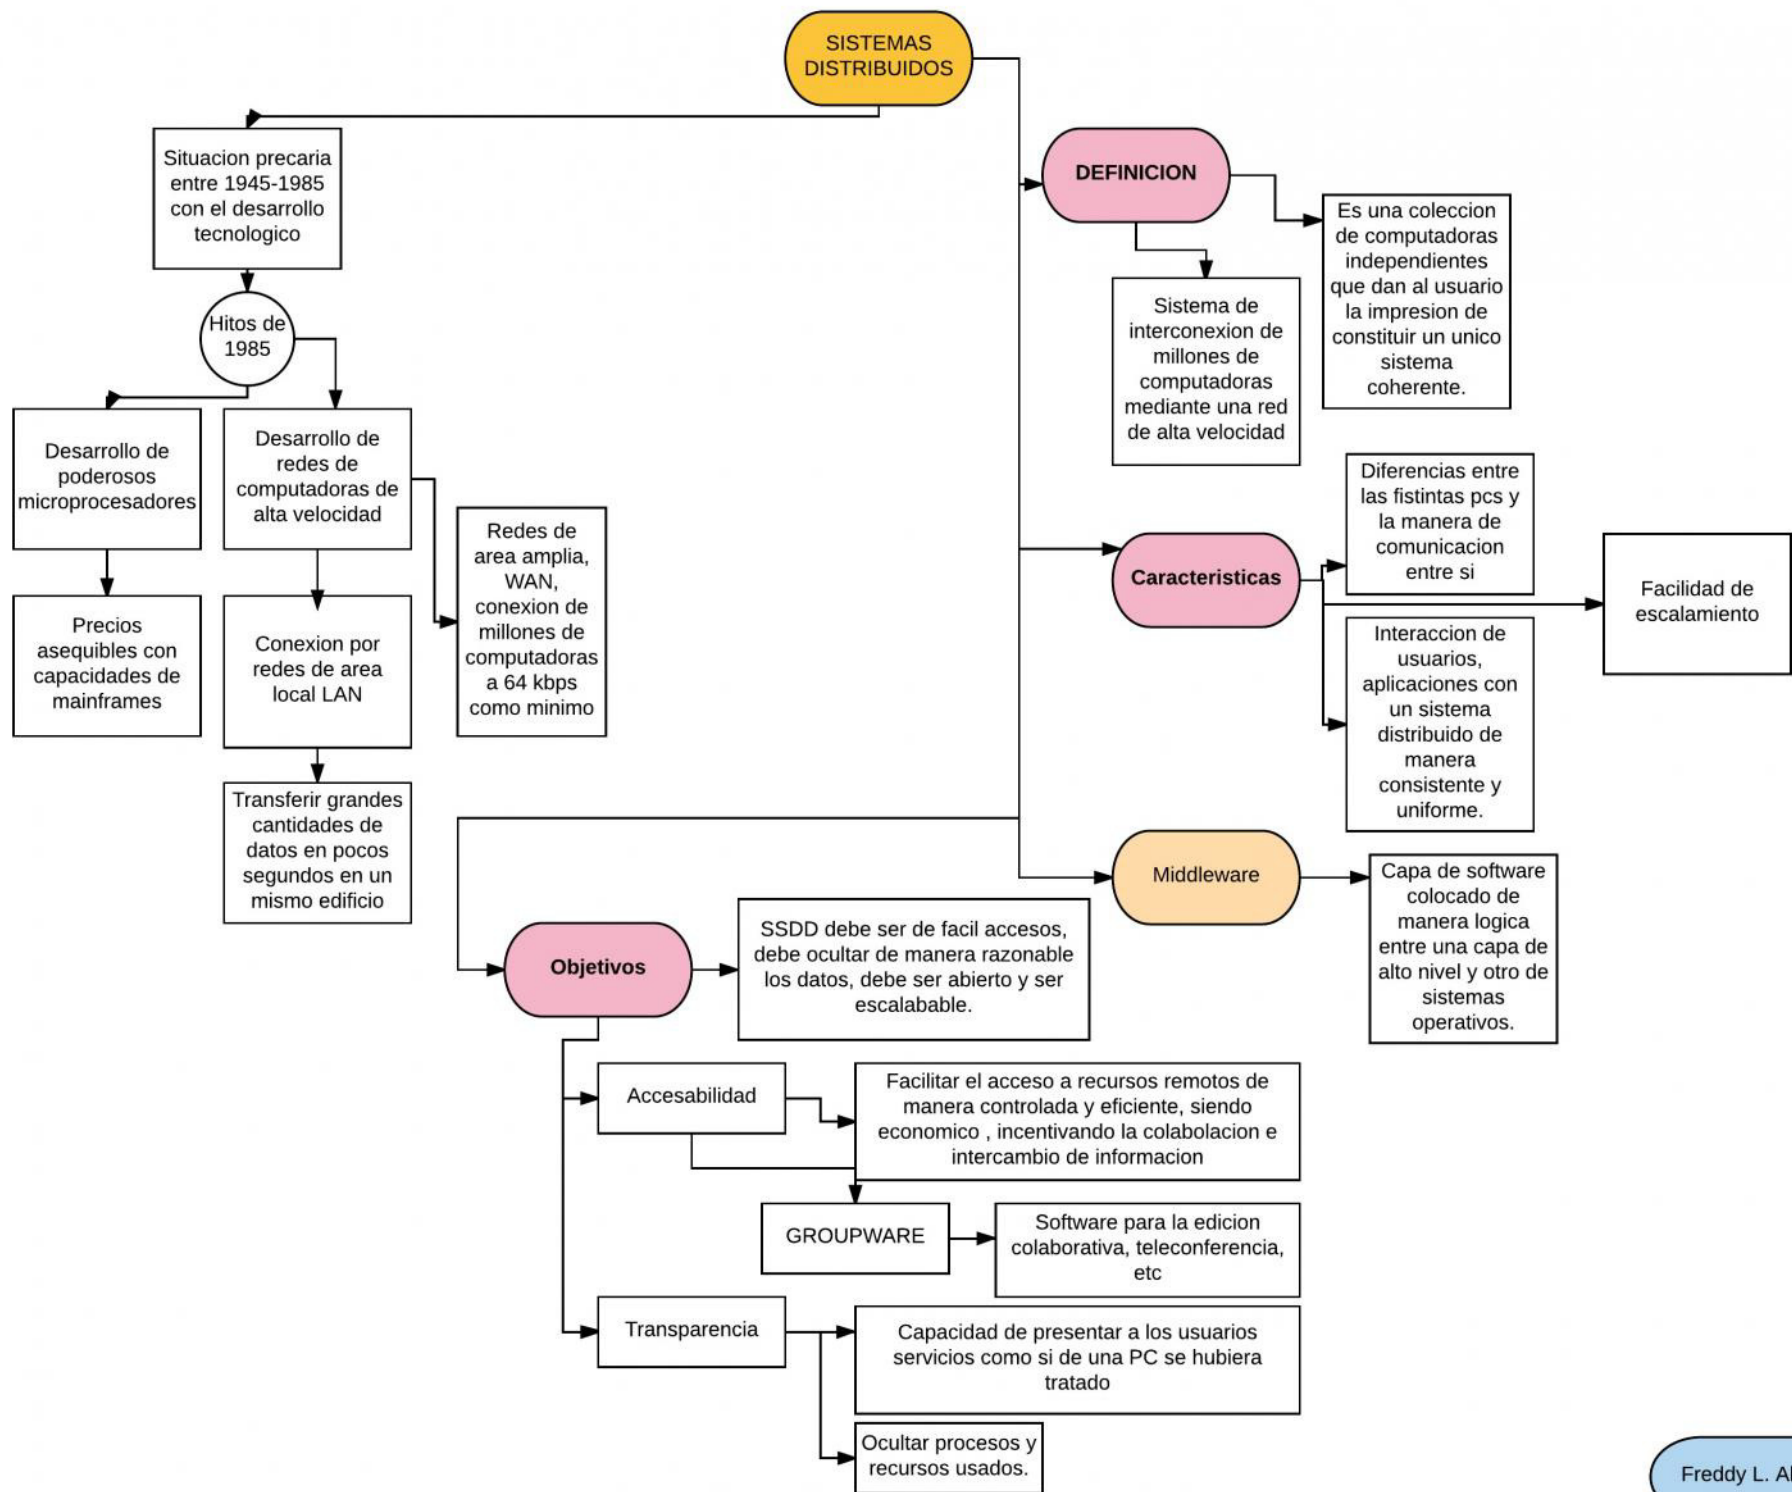 SISTEMAS
DISTRIBUIDOS
Situacion precaria
entre 1945-1985
con el desarrollo
tecnologico
Hitos de
1985
Desarrollo de
poderosos
microprocesadores
Precios
asequibles con
capacidades de
mainframes
Desarrollo de
redes de
computadoras de
alta velocidad
Conexion por
redes de area
local LAN
Transferir grandes
cantidades de
datos en pocos
segundos en un
mismo edificio
Redes de
area amplia,
WAN,
conexion de
millones de
computadoras
a 64 kbps
como minimo
DEFINICION
Sistema de
interconexion de
millones de
computadoras
mediante una red
de alta velocidad
Es una coleccion
de computadoras
independientes
que dan al usuario
la impresion de
constituir un unico
sistema
coherente.
Caracteristicas
Diferencias entre
las fistintas pcs y
la manera de
comunicacion
entre si
Facilidad de
escalamiento
Interaccion de
usuarios,
aplicaciones con
un sistema
distribuido de
manera
consistente y
uniforme.
Middleware
Capa de software
colocado de
manera logica
entre una capa de
alto nivel y otro de
sistemas
operativos.
Objetivos
SSDD debe ser de facil accesos,
debe ocultar de manera razonable
los datos, debe ser abierto y ser
escalabable.
Accesabilidad
Facilitar el acceso a recursos remotos de
manera controlada y eficiente, siendo
economico , incentivando la colabolacion e
intercambio de informacion
GROUPWARE
Software para la edicion
colaborativa, teleconferencia,
etc
Transparencia
Capacidad de presentar a los usuarios
servicios como si de una PC se hubiera
tratado
Ocultar procesos y
recursos usados.
Freddy L.